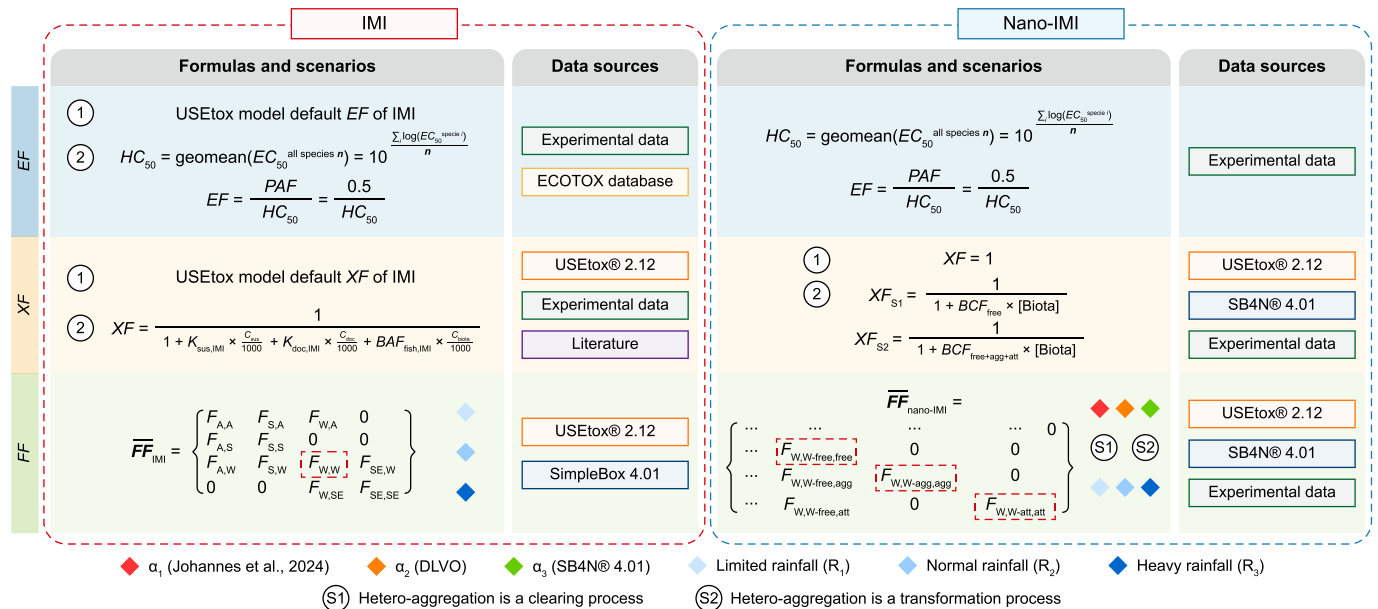 IMI
Nano-IMI
Formulas and scenarios
Data sources
Formulas and scenarios
Data sources
EF
1 USEtox model default EF of IMI
2 HC50 = geomean(EC50^all species n) = 10^(∑i log(EC50^specie i)/n)
EF = PAF/HC50 = 0.5/HC50
Experimental data
ECOTOX database
HC50 = geomean(EC50^all species n) = 10^(∑i log(EC50^specie i)/n)
EF = PAF/HC50 = 0.5/HC50
Experimental data
XF
1 USEtox model default XF of IMI
2 XF = 1/(1 + Ksus,IMI × Csus/1000 + Kdoc,IMI × Cdoc/1000 + BAFfish,IMI × Cbiota/1000)
USEtox® 2.12
Experimental data
Literature
1 XF = 1
2 XFS1 = 1/(1 + BCFfree × [Biota])
XFS2 = 1/(1 + BCFfree+agg+att × [Biota])
USEtox® 2.12
SB4N® 4.01
Experimental data
FF
FFIMI =
FA,A FS,A FW,A 0
FA,S FS,S 0 0
FA,W FS,W FW,W FSE,W
0 0 FW,SE FSE,SE
USEtox® 2.12
SimpleBox 4.01
FFnano-IMI =
... ... ... ... 0
... FW,W-free,free 0 0
... FW,W-free,agg FW,W-agg,agg 0
... FW,W-free,att 0 FW,W-att,att
S1 S2
USEtox® 2.12
SB4N® 4.01
Experimental data
α1 (Johannes et al., 2024) α2 (DLVO) α3 (SB4N® 4.01) Limited rainfall (R1) Normal rainfall (R2) Heavy rainfall (R3)
S1 Hetero-aggregation is a clearing process S2 Hetero-aggregation is a transformation process